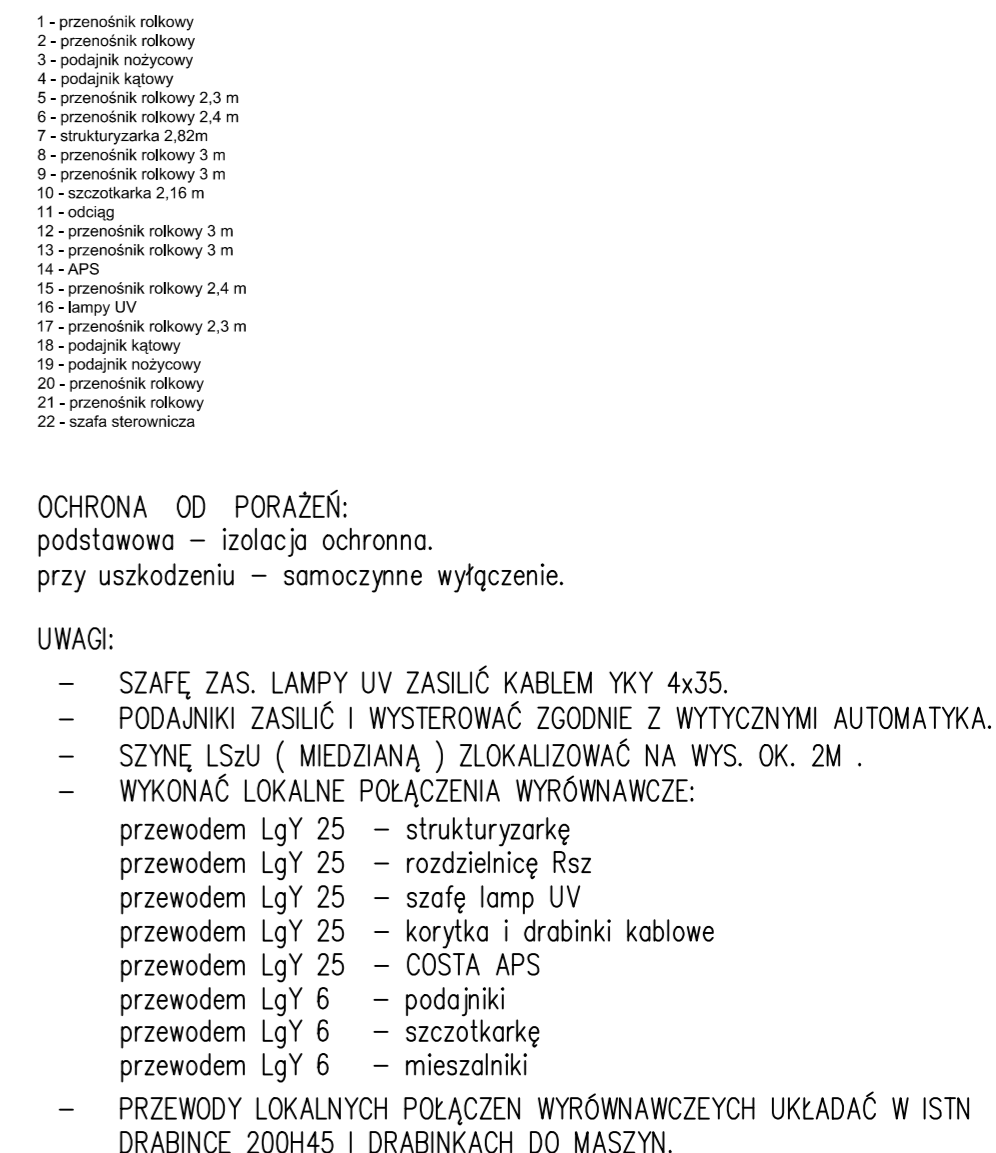 1 - przenośnik rolkowy
2 - przenośnik rolkowy
3 - podajnik nożycowy
4 - podajnik kątowy
5 - przenośnik rolkowy 2,3 m
6 - przenośnik rolkowy 2,4 m
7 - strukturyzarka 2,82m
8 - przenośnik rolkowy 3 m
9 - przenośnik rolkowy 3 m
10 - szczotkarka 2,16 m
11 - odciąg
12 - przenośnik rolkowy 3 m
13 - przenośnik rolkowy 3 m
14 - APS
15 - przenośnik rolkowy 2,4 m
16 - lampy UV
17 - przenośnik rolkowy 2,3 m
18 - podajnik kątowy
19 - podajnik nożycowy
20 - przenośnik rolkowy
21 - przenośnik rolkowy
22 - szafa sterownicza
OCHRONA OD PORAŻEŃ:
podstawowa – izolacja ochronna.
przy uszkodzeniu – samoczynne wyłączenie.
UWAGI:
– SZAFĘ ZAS. LAMPY UV ZASILIĆ KABLEM YKY 4x35.
– PODAJNIKI ZASILIĆ I WYSTEROWAĆ ZGODNIE Z WYTYCZNYMI AUTOMATYKA.
– SZYNĘ LSzU ( MIEDZIANĄ ) ZLOKALIZOWAĆ NA WYS. OK. 2M .
– WYKONAĆ LOKALNE POŁĄCZENIA WYRÓWNAWCZE:
przewodem LgY 25 – strukturyzarkę
przewodem LgY 25 – rozdzielnicę Rsz
przewodem LgY 25 – szafę lamp UV
przewodem LgY 25 – korytka i drabinki kablowe
przewodem LgY 25 – COSTA APS
przewodem LgY 6 – podajniki
przewodem LgY 6 – szczotkarkę
przewodem LgY 6 – mieszalniki
– PRZEWODY LOKALNYCH POŁĄCZEN WYRÓWNAWCZEYCH UKŁADAĆ W ISTN
DRABINCE 200H45 I DRABINKACH DO MASZYN.